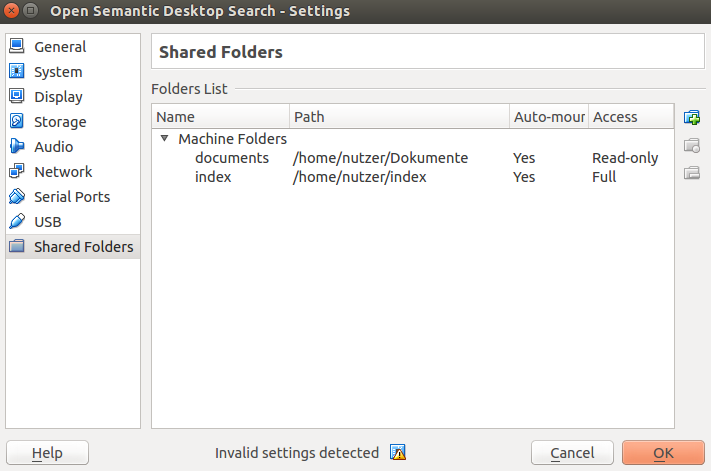 Open Semantic Desktop Search - Settings
General
System
Display
Storage
Audio
Network
Serial Ports
USB
Shared Folders
Shared Folders
Folders List
Name Path Auto-mour Access
Machine Folders
documents /home/nutzer/Dokumente Yes Read-only
index /home/nutzer/index Yes Full
Help Invalid settings detected Cancel OK